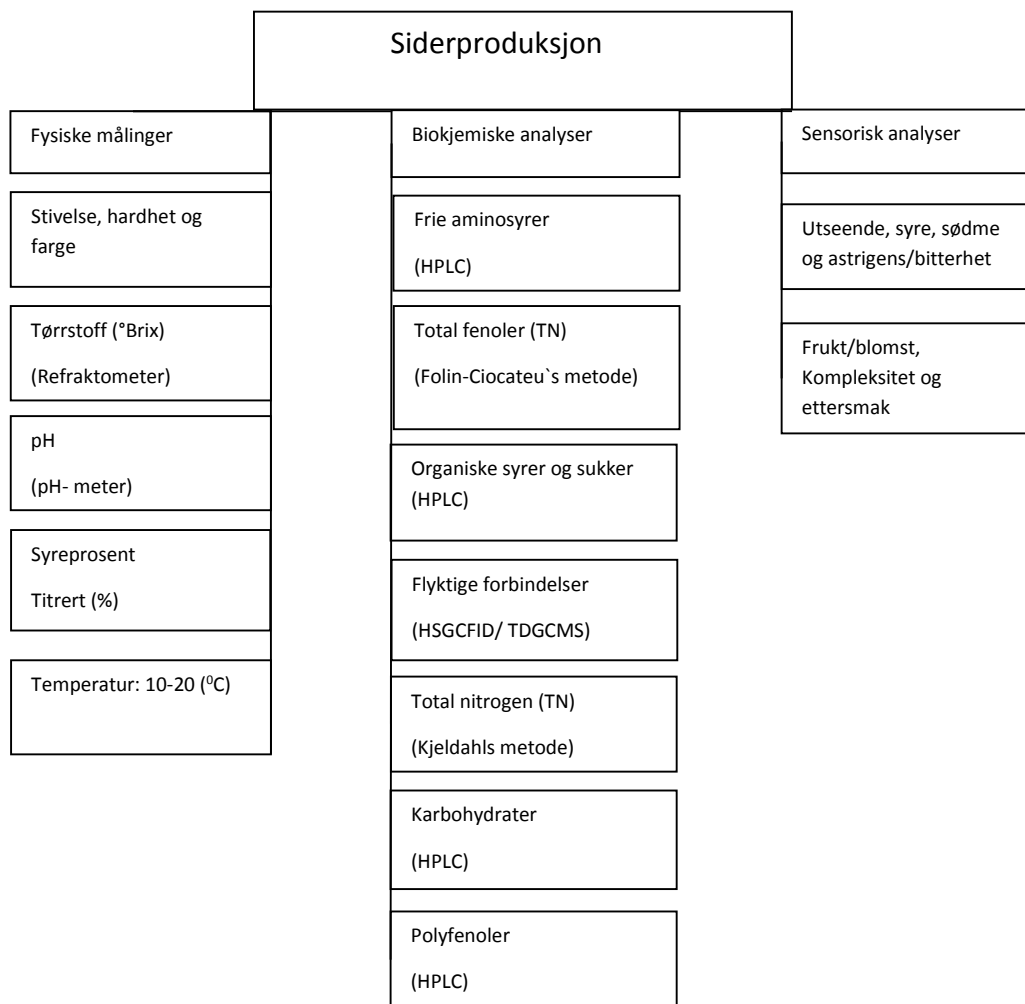 Siderproduksjon
Fysiske målinger
Stivelse, hardhet og
farge
Tørrstoff (°Brix)
(Refraktometer)
pH
(pH- meter)
Syreprosent
Titrert (%)
Temperatur: 10-20 (⁰C)
Biokjemiske analyser
Frie aminosyrer
(HPLC)
Total fenoler (TN)
(Folin-Ciocateu`s metode)
Organiske syrer og sukker
(HPLC)
Flyktige forbindelser
(HSGCFID/ TDGCMS)
Total nitrogen (TN)
(Kjeldahls metode)
Karbohydrater
(HPLC)
Polyfenoler
(HPLC)
Sensorisk analyser
Utseende, syre, sødme
og astrigens/bitterhet
Frukt/blomst,
Kompleksitet og
ettersmak